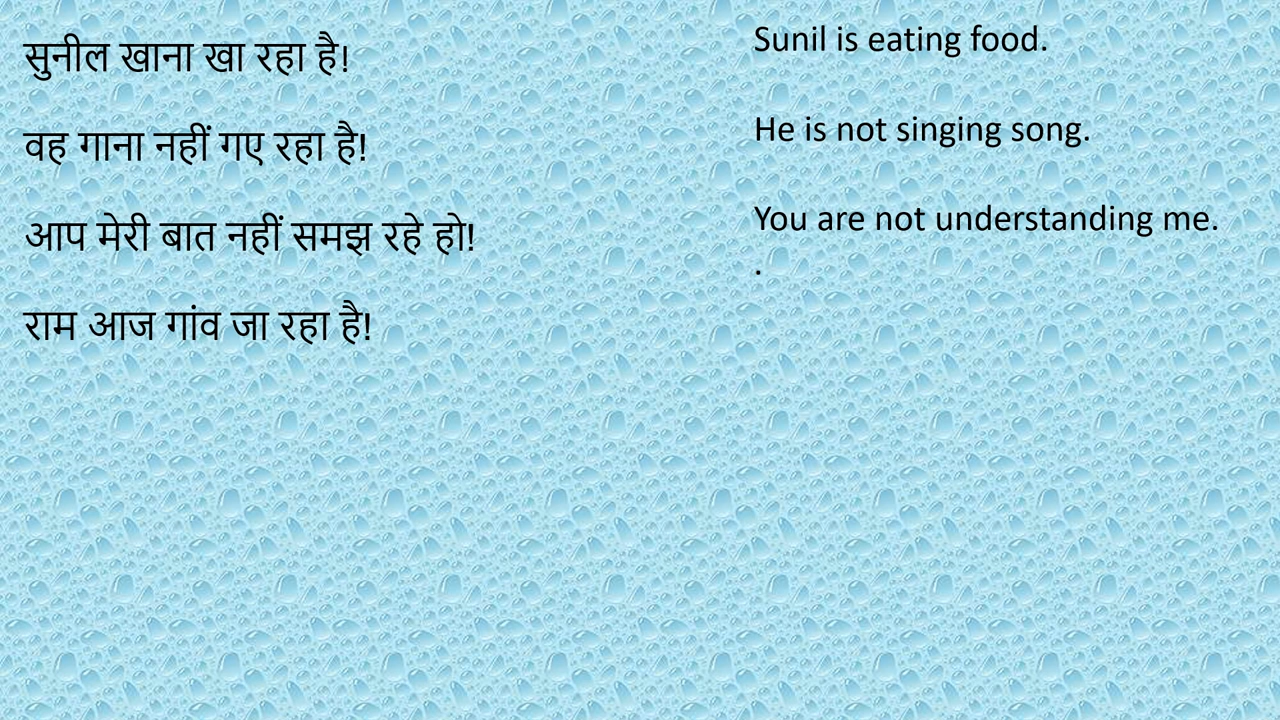 सुनील खाना खा रहा है!
वह गाना नहीं गए रहा है!
आप मेरी बात नहीं समझ रहे हो!
राम आज गांव जा रहा है!
Sunil is eating food.
He is not singing song.
You are not understanding me.
.